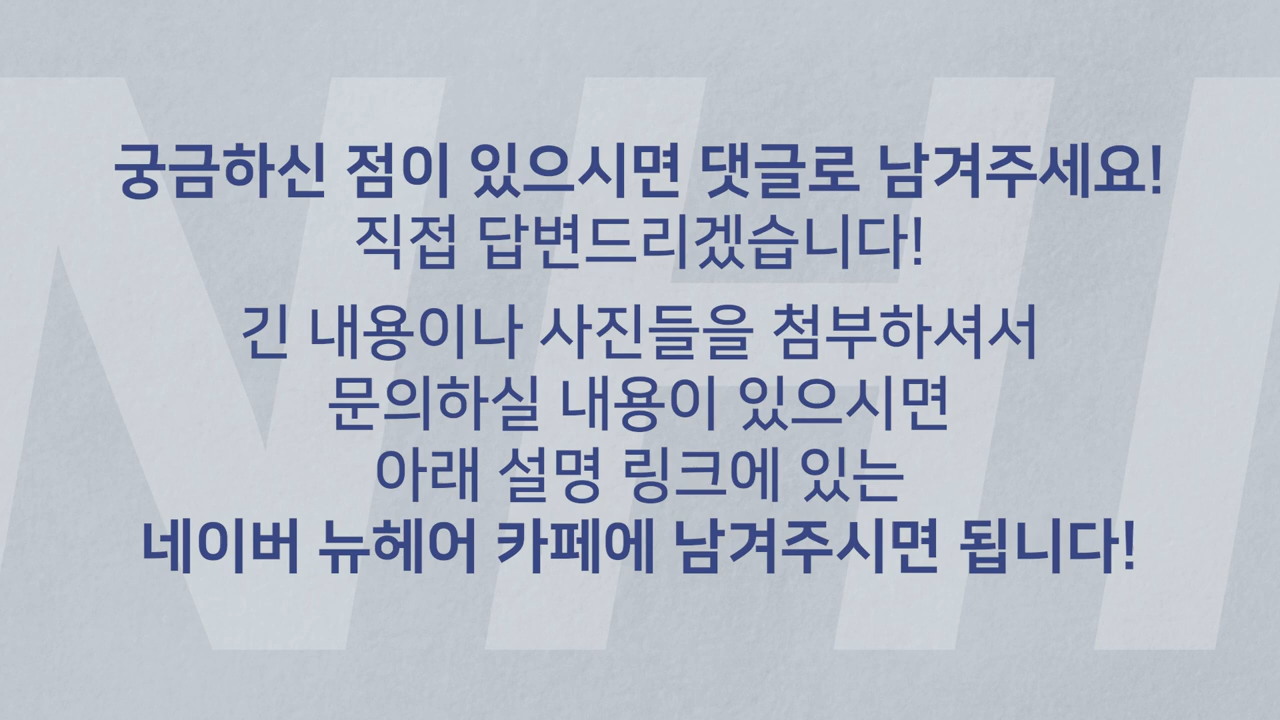 궁금하신 점이 있으시면 댓글로 남겨주세요!
직접 답변드리겠습니다!
긴 내용이나 사진들을 첨부하셔서
문의하실 내용이 있으시면
아래 설명 링크에 있는
네이버 뉴헤어 카페에 남겨주시면 됩니다!